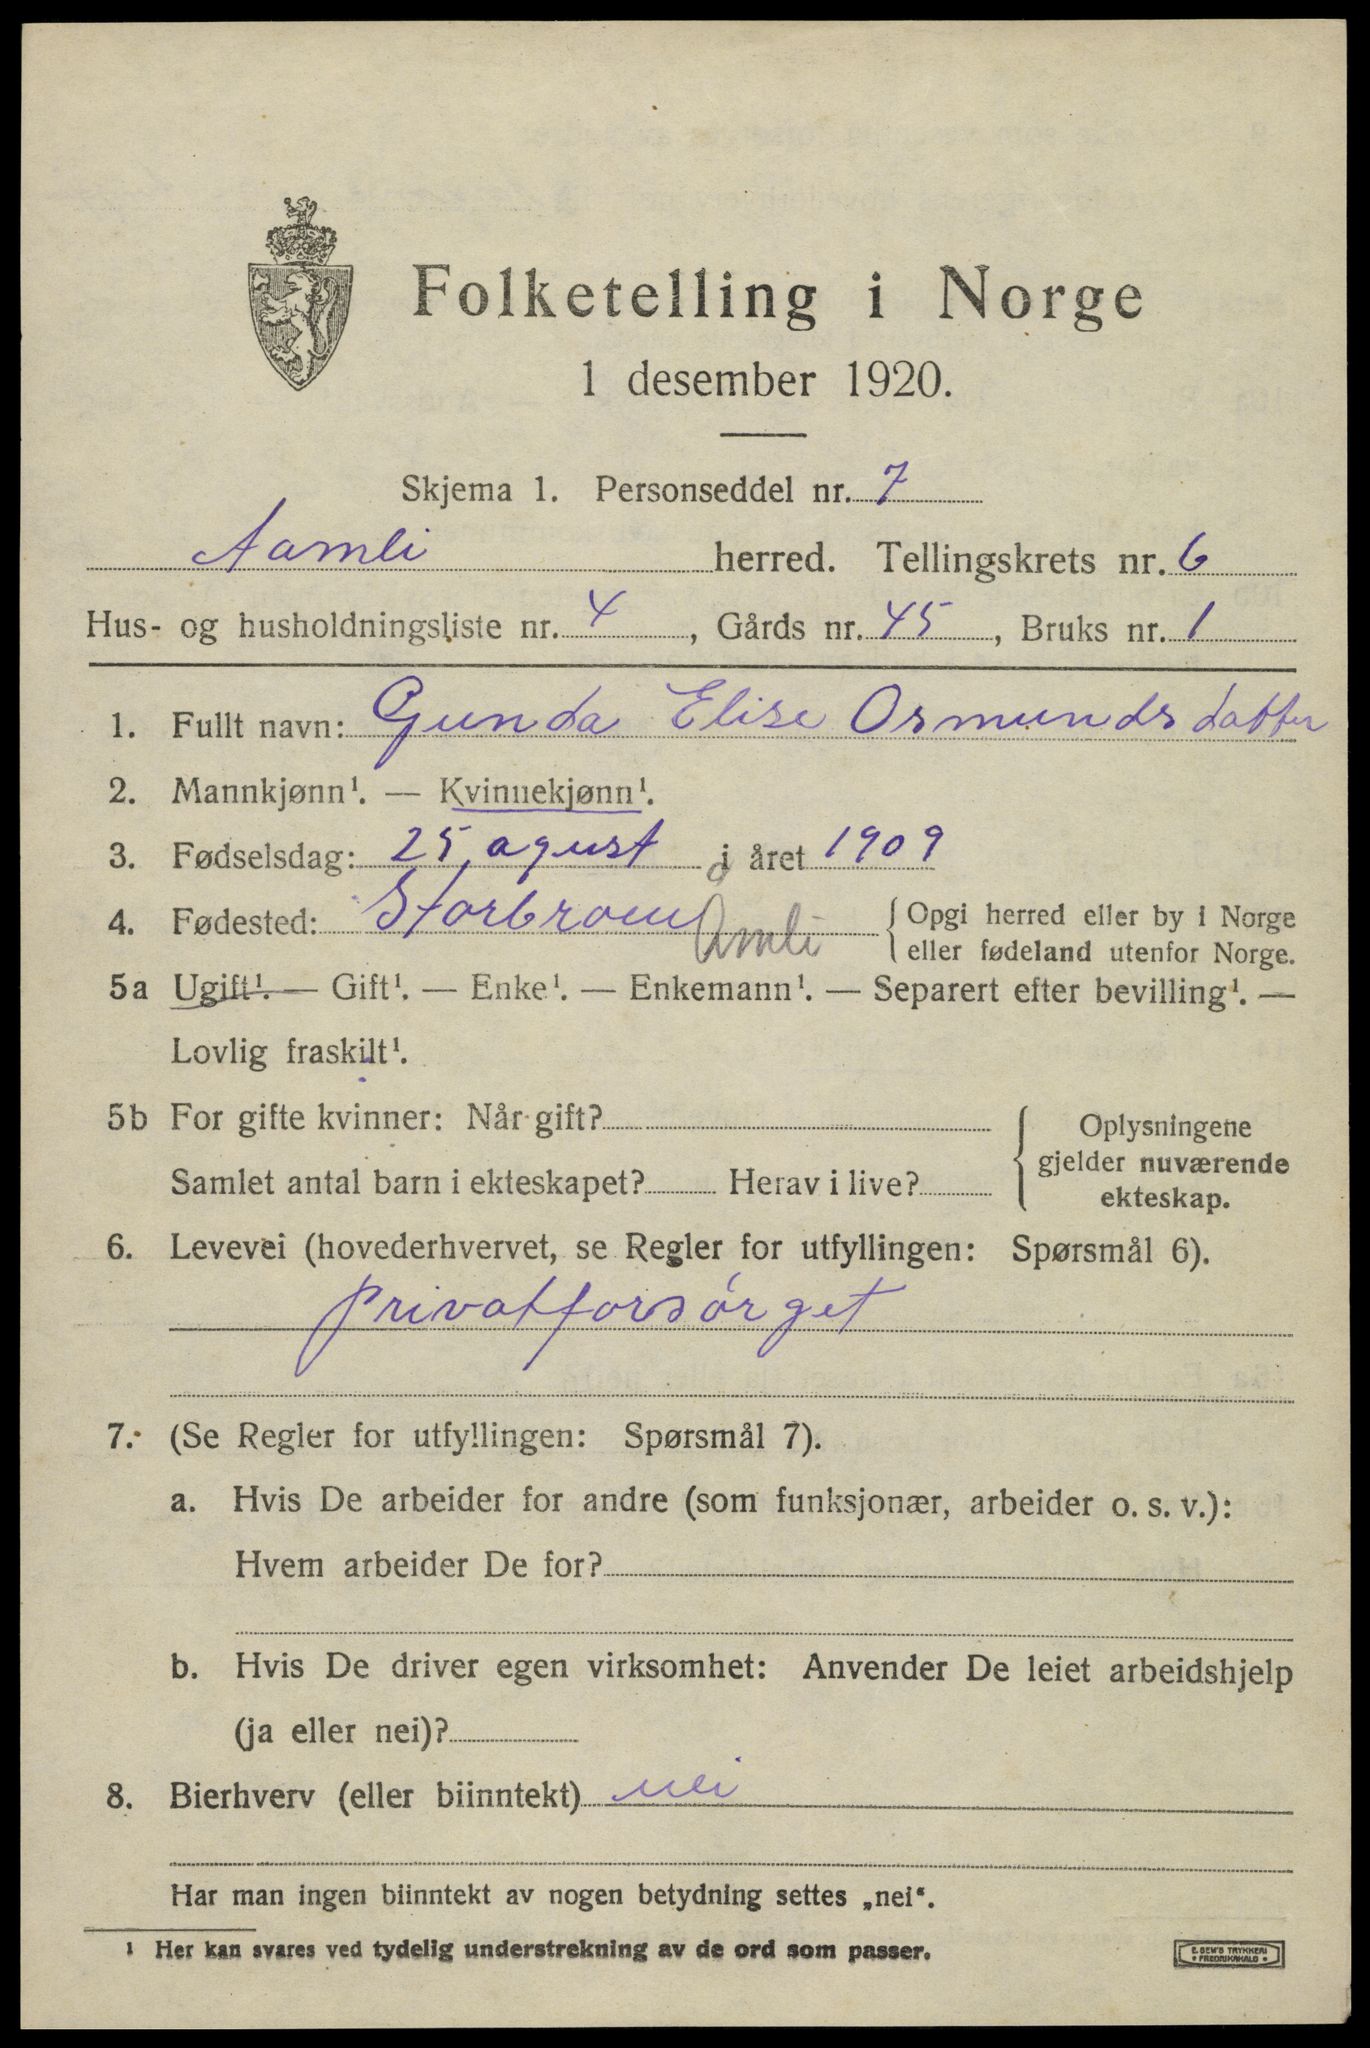 Folketelling i Norge
1 desember 1920.
Skjema 1. Personseddel nr. 7
Aamli herred. Tellingskrets nr. 6
Hus- og husholdningsliste nr. 4, Gårds nr. 45, Bruks nr. 1
1. Fullt navn: Gunda Elise Osmundsdatter
2. Mannkjønn¹. — Kvinnekjønn¹.
3. Fødselsdag: 25 agust i året 1909
4. Fødested: Åmli { Opgi herred eller by i Norge
eller fødeland utenfor Norge.
5a Ugift¹. — Gift¹. — Enke¹. — Enkemann¹. — Separert efter bevilling¹. —
Lovlig fraskilt¹.
5b For gifte kvinner: Når gift?
Samlet antal barn i ekteskapet? Herav i live?
Oplysningene
gjelder nuværende
ekteskap.
6. Levevei (hovederhvervet, se Regler for utfyllingen: Spørsmål 6).
privatforsørget
7. (Se Regler for utfyllingen: Spørsmål 7).
a. Hvis De arbeider for andre (som funksjonær, arbeider o. s. v.):
Hvem arbeider De for?
b. Hvis De driver egen virksomhet: Anvender De leiet arbeidshjelp
(ja eller nei)?
8. Bierhverv (eller biinntekt) nei
Har man ingen biinntekt av nogen betydning settes „nei“.
¹ Her kan svares ved tydelig understrekning av de ord som passer.
E. SEM'S TRYKKERI
• FREDRIKSHALD •